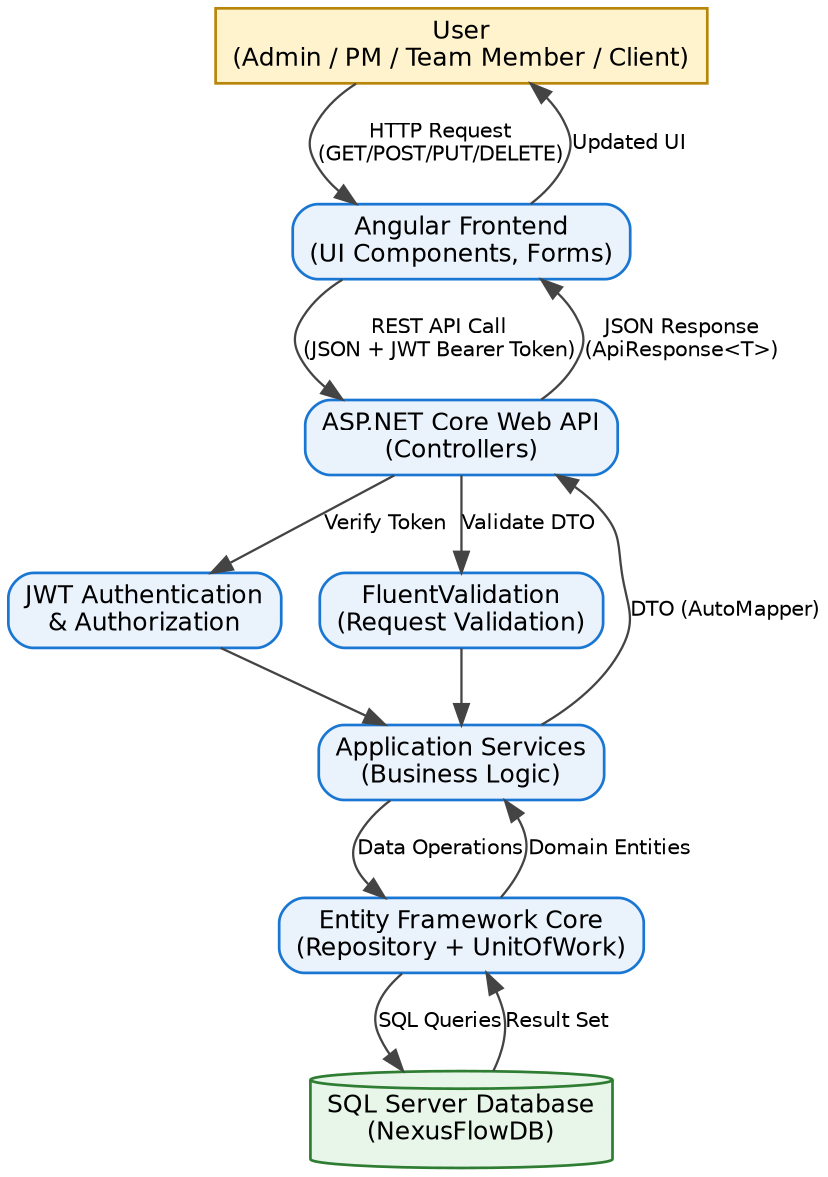 User
(Admin / PM / Team Member / Client)
HTTP Request
(GET/POST/PUT/DELETE)
Updated UI
Angular Frontend
(UI Components, Forms)
REST API Call
(JSON + JWT Bearer Token)
JSON Response
(ApiResponse<T>)
ASP.NET Core Web API
(Controllers)
Verify Token
Validate DTO
JWT Authentication
& Authorization
FluentValidation
(Request Validation)
DTO (AutoMapper)
Application Services
(Business Logic)
Data Operations
Domain Entities
Entity Framework Core
(Repository + UnitOfWork)
SQL Queries
Result Set
SQL Server Database
(NexusFlowDB)